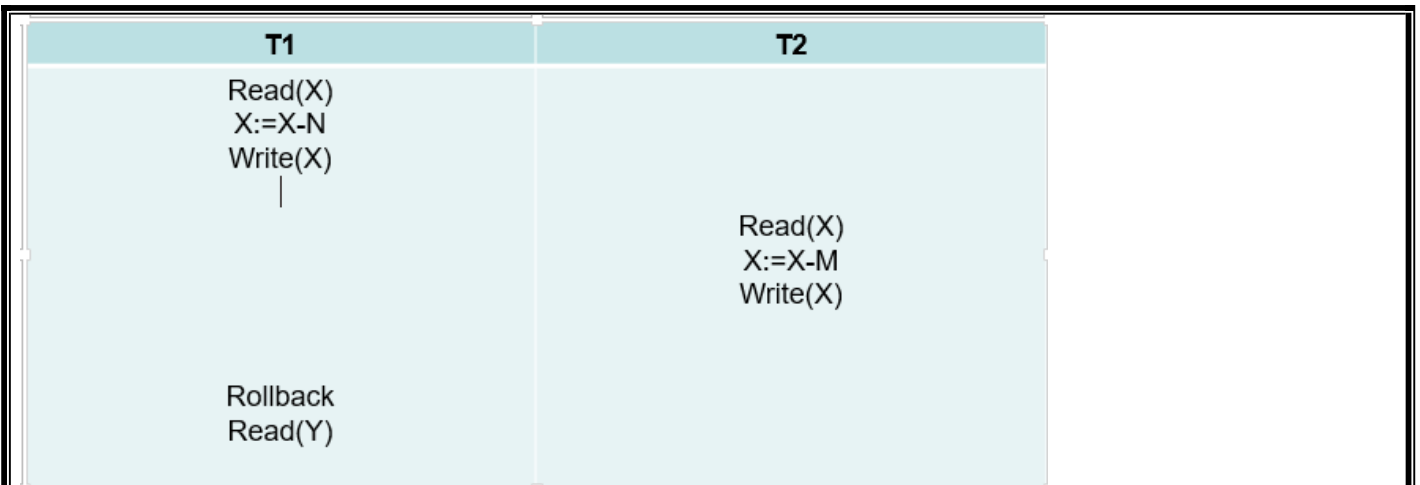 T1 T2
Read(X)
X:=X-N
Write(X)
Read(X)
X:=X-M
Write(X)
Rollback
Read(Y)